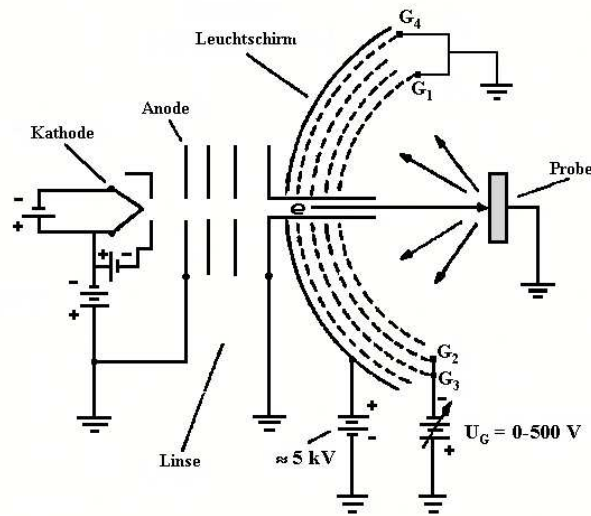 G4
Leuchtschirm
G1
Anode
Kathode
Probe
-
+
e
+ -
-
+
G2
G3
-
+
-
+
UG = 0-500 V
≈ 5 kV
Linse